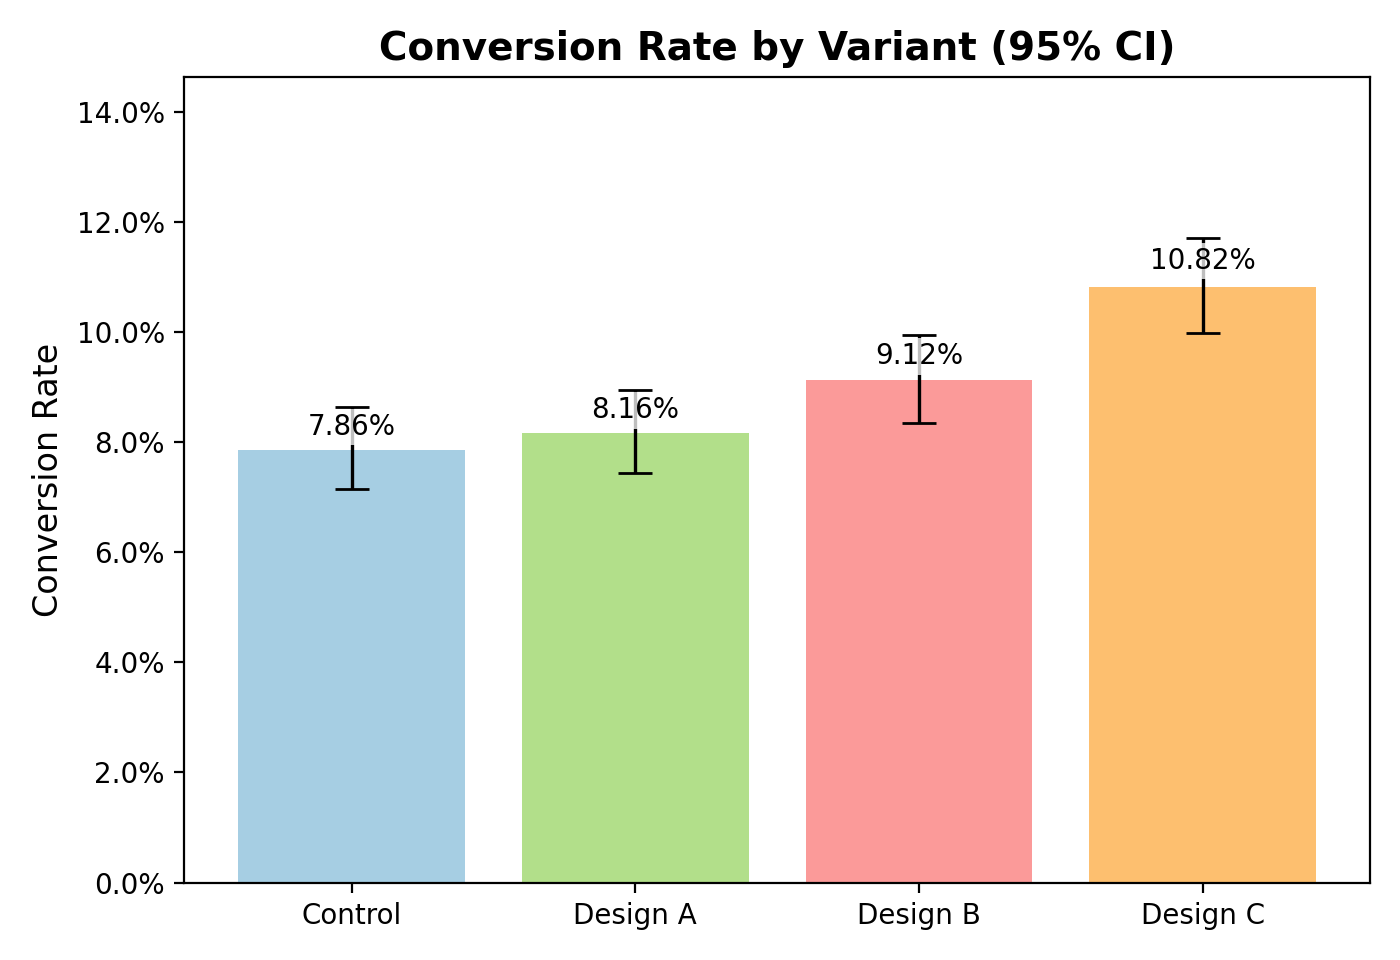 Conversion Rate by Variant (95% CI)
Conversion Rate
14.0%
12.0%
10.0%
8.0%
6.0%
4.0%
2.0%
0.0%
7.86%
8.16%
9.12%
10.82%
Control
Design A
Design B
Design C